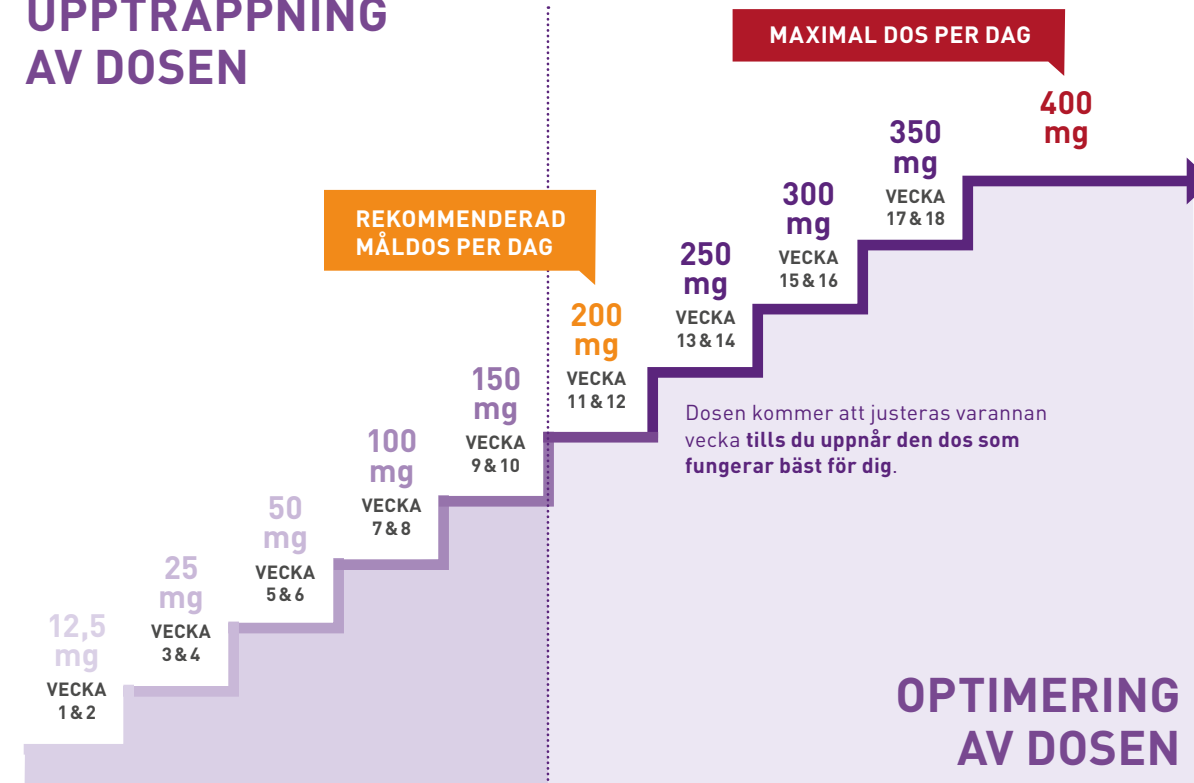 UPPTRAPPNING
AV DOSEN
MAXIMAL DOS PER DAG
400
mg
350
mg
VECKA
17 & 18
300
mg
VECKA
15 & 16
REKOMMENDERAD
MÅLDOS PER DAG
250
mg
VECKA
13 & 14
200
mg
VECKA
11 & 12
150
mg
VECKA
9 & 10
Dosen kommer att justeras varannan
vecka tills du uppnår den dos som
fungerar bäst för dig.
100
mg
VECKA
7 & 8
50
mg
VECKA
5 & 6
25
mg
VECKA
3 & 4
12,5
mg
VECKA
1 & 2
OPTIMERING
AV DOSEN